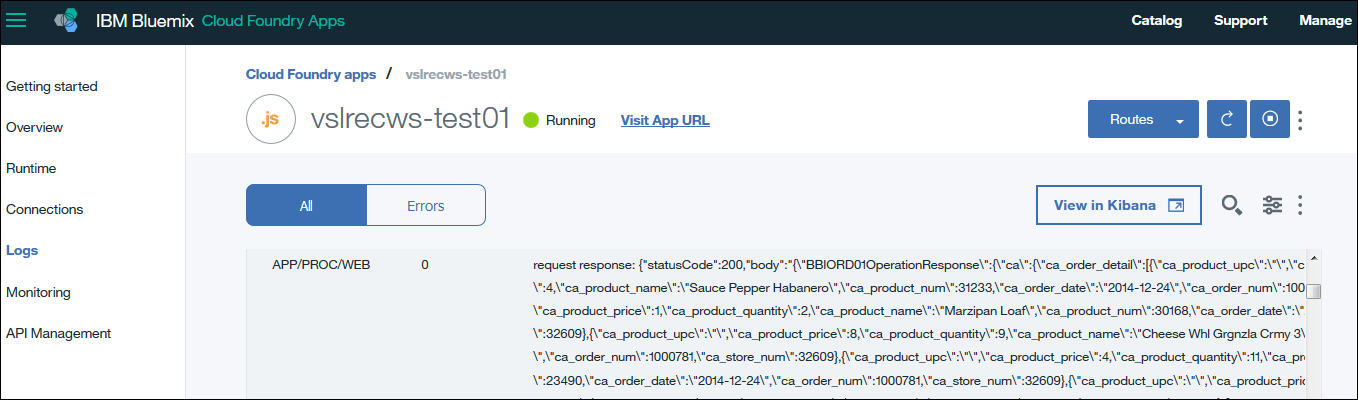 IBM Bluemix Cloud Foundry Apps Catalog Support Manage
Getting started
Overview
Runtime
Connections
Logs
Monitoring
API Management
Cloud Foundry apps / vslrecws-test01
.js vslrecws-test01 Running Visit App URL Routes
All Errors View in Kibana
APP/PROC/WEB 0 request response: {"statusCode":200,"body":"{\"BBIORD01OperationResponse\":{\"ca\":{\"ca_order_detail\":[{\"ca_product_upc\":\"\",\"c
\":4,\"ca_product_name\":\"Sauce Pepper Habanero\",\"ca_product_num\":31233,\"ca_order_date\":\"2014-12-24\",\"ca_order_num\":100
\"ca_product_price\":1,\"ca_product_quantity\":2,\"ca_product_name\":\"Marzipan Loaf\",\"ca_product_num\":30168,\"ca_order_date\":\"
\":32609},{\"ca_product_upc\":\"\",\"ca_product_price\":8,\"ca_product_quantity\":9,\"ca_product_name\":\"Cheese Whl Grgnzla Crmy 3\
\",\"ca_order_num\":1000781,\"ca_store_num\":32609},{\"ca_product_upc\":\"\",\"ca_product_price\":4,\"ca_product_quantity\":11,\"ca_pr
\":23490,\"ca_order_date\":\"2014-12-24\",\"ca_order_num\":1000781,\"ca_store_num\":32609},{\"ca_product_upc\":\"\",\"ca_product_pric